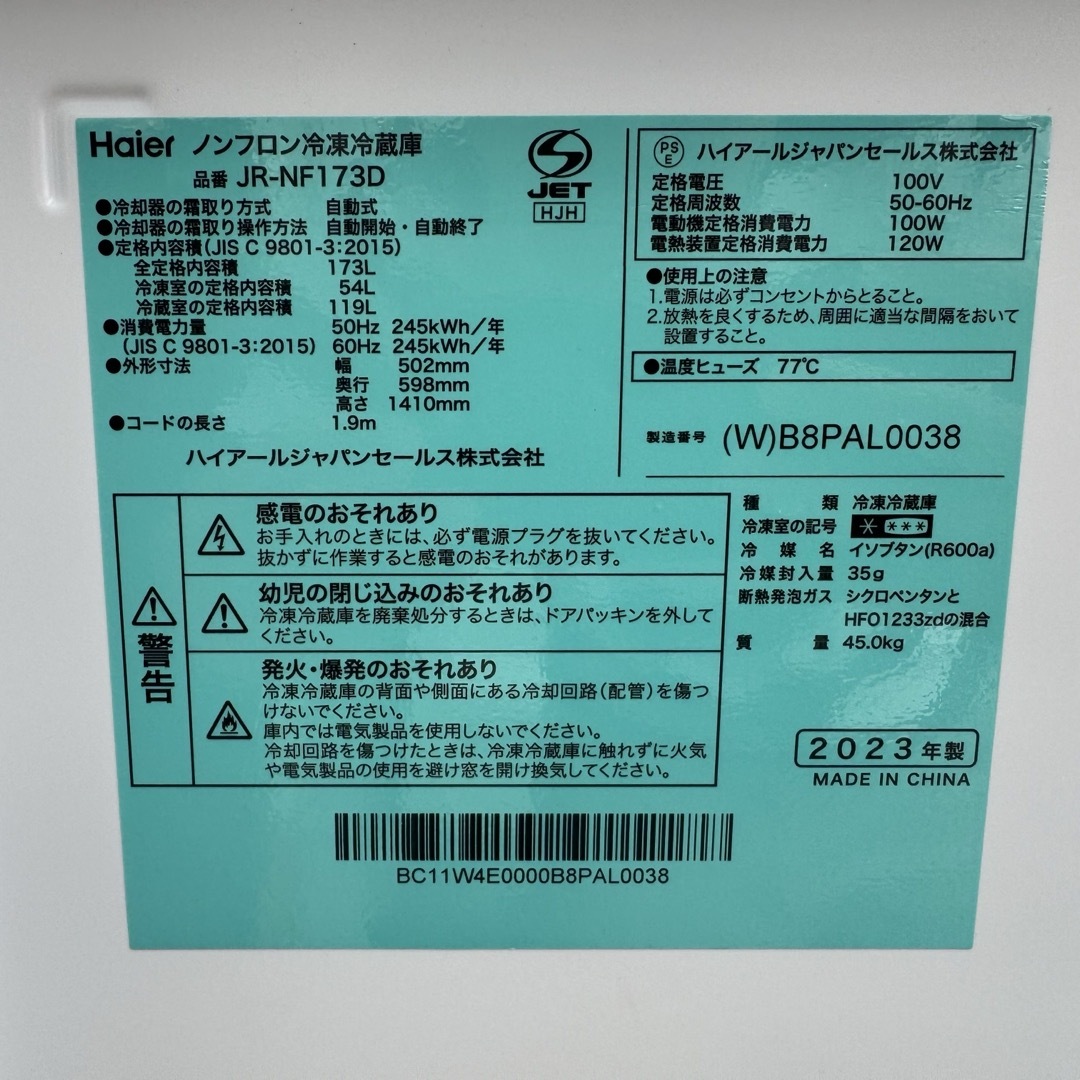 Haier ノンフロン冷凍冷蔵庫
品番 JR-NF173D
●冷却器の霜取り方式 自動式
●冷却器の霜取り操作方法 自動開始・自動終了
●定格内容積(JIS C 9801-3:2015)
全定格内容積 173L
冷凍室の定格内容積 54L
冷蔵室の定格内容積 119L
●消費電力量 50Hz 245kWh/年
(JIS C 9801-3:2015) 60Hz 245kWh/年
●外形寸法 幅 502mm
奥行 598mm
高さ 1410mm
●コードの長さ 1.9m
ハイアールジャパンセールス株式会社
S
JET
HJH
PS
E
ハイアールジャパンセールス株式会社
定格電圧 100V
定格周波数 50-60Hz
電動機定格消費電力 100W
電熱装置定格消費電力 120W
●使用上の注意
1.電源は必ずコンセントからとること。
2.放熱を良くするため、周囲に適当な間隔をおいて
設置すること。
●温度ヒューズ 77℃
製造番号 (W)B8PAL0038
警告
感電のおそれあり
お手入れのときには、必ず電源プラグを抜いてください。
抜かずに作業すると感電のおそれがあります。
幼児の閉じ込みのおそれあり
冷凍冷蔵庫を廃棄処分するときは、ドアパッキンを外して
ください。
発火・爆発のおそれあり
冷凍冷蔵庫の背面や側面にある冷却回路(配管)を傷つ
けないでください。
庫内では電気製品を使用しないでください。
冷却回路を傷つけたときは、冷凍冷蔵庫に触れずに火気
や電気製品の使用を避け窓を開け換気してください。
種類 冷凍冷蔵庫
冷凍室の記号 * ***
冷媒名 イソブタン(R600a)
冷媒封入量 35g
断熱発泡ガス シクロペンタンと
HFO1233zdの混合
質量 45.0kg
2023年製
MADE IN CHINA
BC11W4E0000B8PAL0038